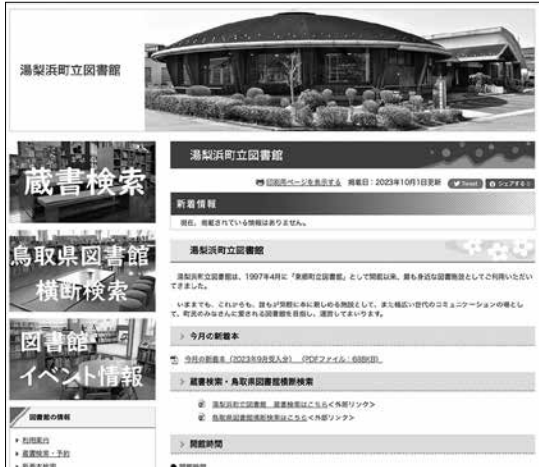 湯梨浜町立図書館
蔵書検索
鳥取県図書館
横断検索
図書館
イベント情報
図書館の情報
利用案内
蔵書検索・予約
湯梨浜町立図書館
印刷用ページを表示する 掲載日：2023年10月1日更新 Tweet シェアする 0
新着情報
現在、掲載されている情報はありません。
湯梨浜町立図書館
湯梨浜町立図書館は、1997年4月に「東郷町立図書館」として開館以来、最も身近な図書施設としてご利用いただい
てきました。
いままでも、これからも、誰もが気軽に本に親しめる施設として、また幅広い世代のコミュニケーションの場とし
て、町民のみなさんに愛される図書館を目指し、運営してまいります。
今月の新着本
今月の新着本（2023年9月受入分） （PDFファイル：688KB）
蔵書検索・鳥取県図書館横断検索
湯梨浜町立図書館 蔵書検索はこちら＜外部リンク＞
鳥取県図書館横断検索はこちら＜外部リンク＞
開館時間